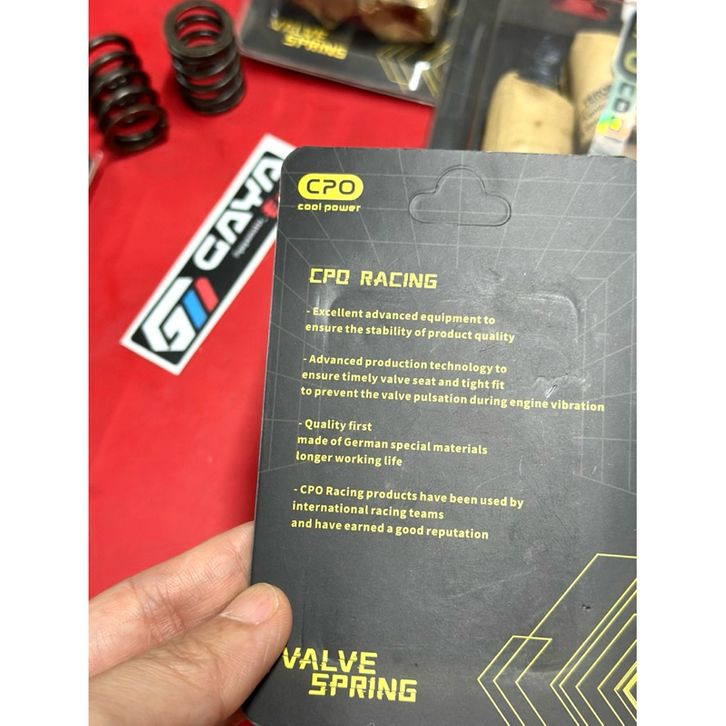 VALVE
SPRING
GAYA
CPO
cool power
CPO RACING
- Excellent advanced equipment to
ensure the stability of product quality
- Advanced production technology to
ensure timely valve seat and tight fit
to prevent the valve pulsation during engine vibration
- Quality first
made of German special materials
longer working life
- CPO Racing products have been used by
international racing teams
and have earned a good reputation
VALVE
SPRING